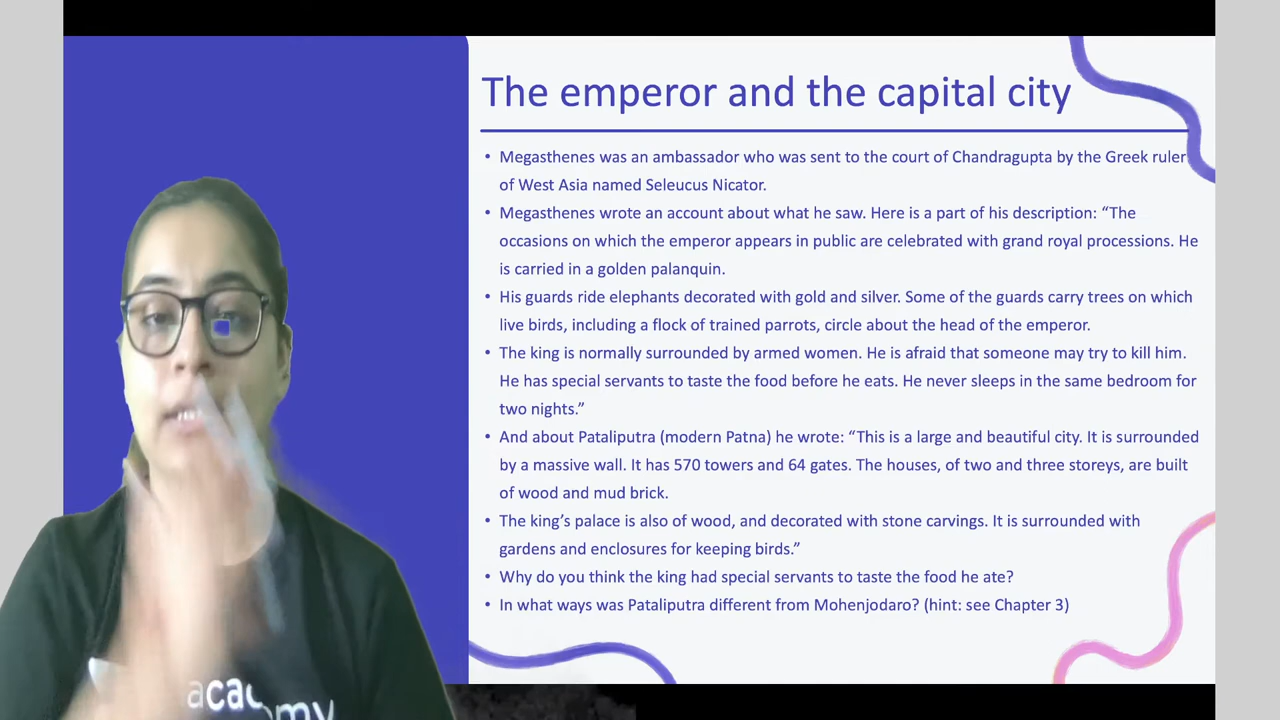 The emperor and the capital city
• Megasthenes was an ambassador who was sent to the court of Chandragupta by the Greek ruler
of West Asia named Seleucus Nicator.
• Megasthenes wrote an account about what he saw. Here is a part of his description: “The
occasions on which the emperor appears in public are celebrated with grand royal processions. He
is carried in a golden palanquin.
• His guards ride elephants decorated with gold and silver. Some of the guards carry trees on which
live birds, including a flock of trained parrots, circle about the head of the emperor.
• The king is normally surrounded by armed women. He is afraid that someone may try to kill him.
He has special servants to taste the food before he eats. He never sleeps in the same bedroom for
two nights.”
• And about Pataliputra (modern Patna) he wrote: “This is a large and beautiful city. It is surrounded
by a massive wall. It has 570 towers and 64 gates. The houses, of two and three storeys, are built
of wood and mud brick.
• The king’s palace is also of wood, and decorated with stone carvings. It is surrounded with
gardens and enclosures for keeping birds.”
• Why do you think the king had special servants to taste the food he ate?
• In what ways was Pataliputra different from Mohenjodaro? (hint: see Chapter 3)